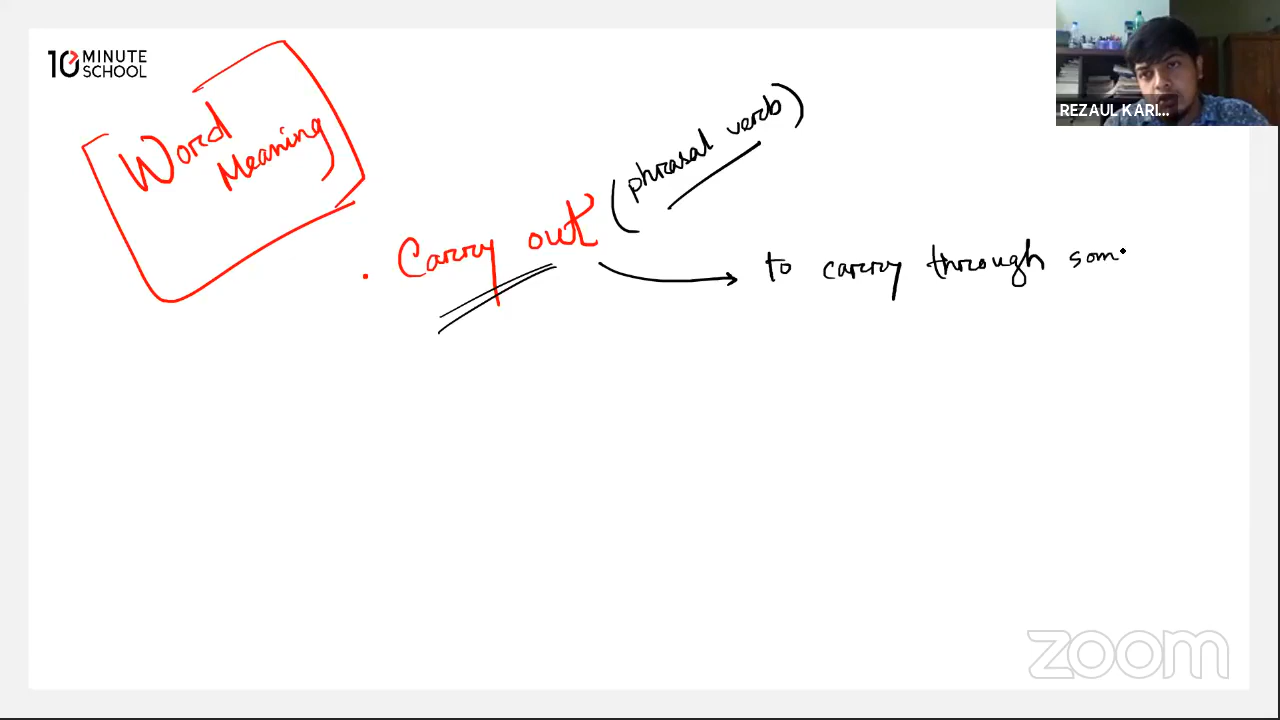 10 MINUTE
SCHOOL
REZAUL KARI...
Word
Meaning
(phrasal verb)
. Carry out
to carry through som
zoom